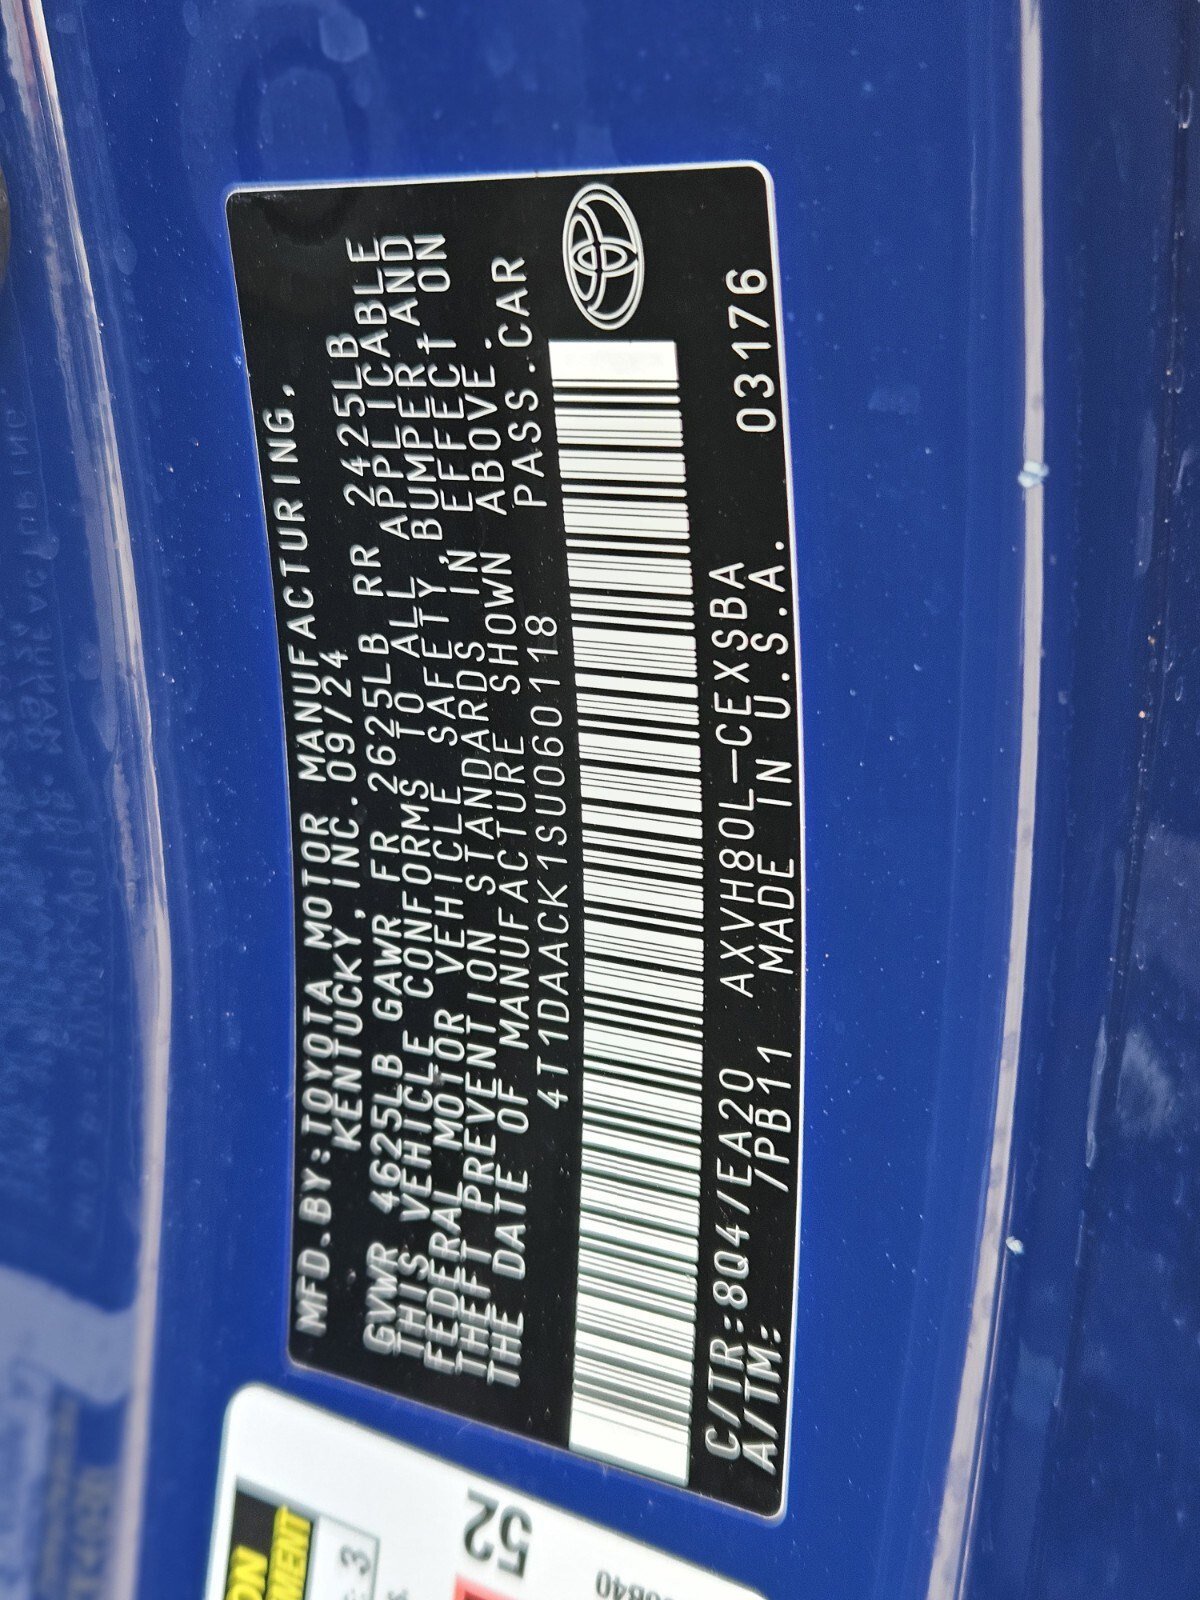 MFD.BY:TOYOTA MOTOR MANUFACTURING,
KENTUCKY,INC.09/24
GVWR 4625LB GAWR FR 2625LB RR 2425LB
THIS VEHICLE CONFORMS TO ALL APPLICABLE
FEDERAL MOTOR VEHICLE SAFETY,BUMPER,AND
THEFT PREVENTION STANDARDS IN EFFECT ON
THE DATE OF MANUFACTURE SHOWN ABOVE.
4T1DAACK1SU060118 PASS.CAR
C/TR:8Q4/EA20 AXVH80L-CEXSBA 03176
A/TM: /PB11 MADE IN U.S.A.
52
3